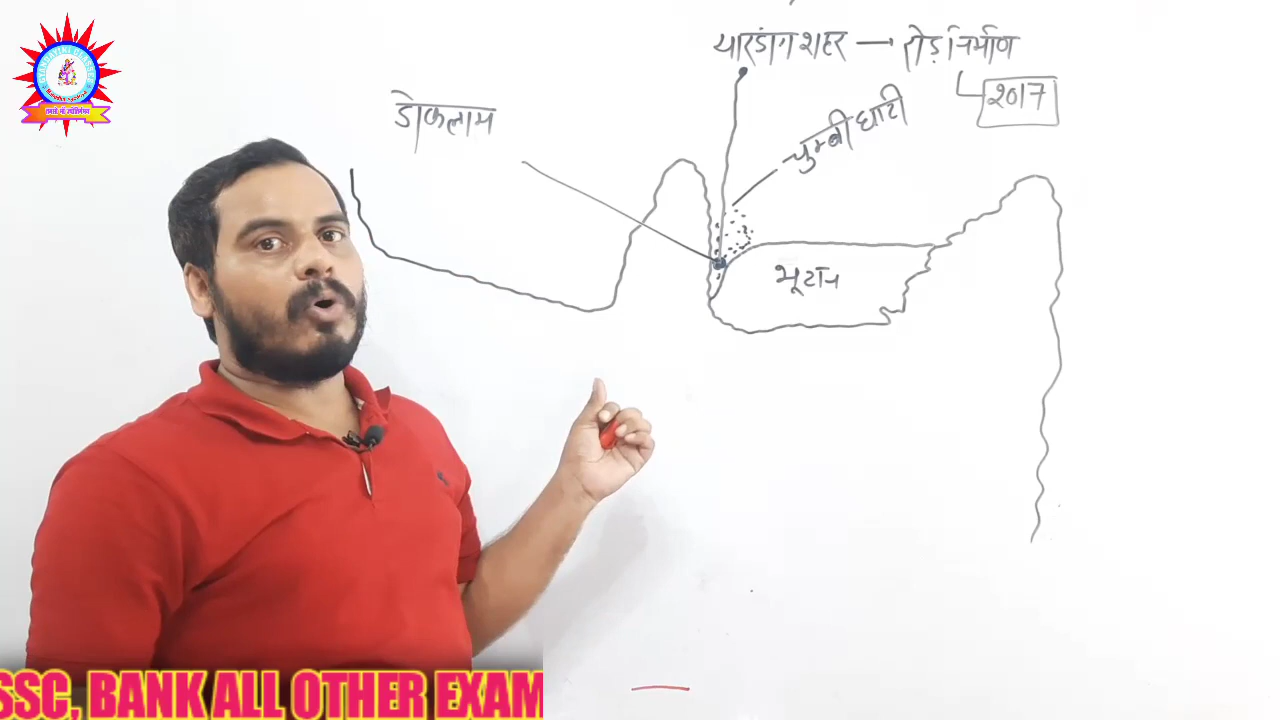 यारडांग शहर → रोड़ निर्माण
2017
डोकलाम
चुम्बी घाटी
भूटान
SSC, BANK ALL OTHER EXAM